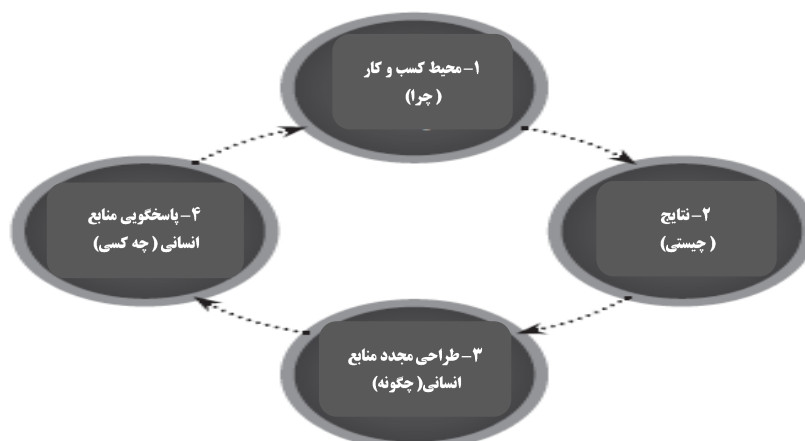 ۱- محیط کسب و کار
( چرا)
۲- نتایج
( چیستی)
۳- طراحی مجدد منابع
انسانی( چگونه)
۴- پاسخگویی منابع
انسانی ( چه کسی)